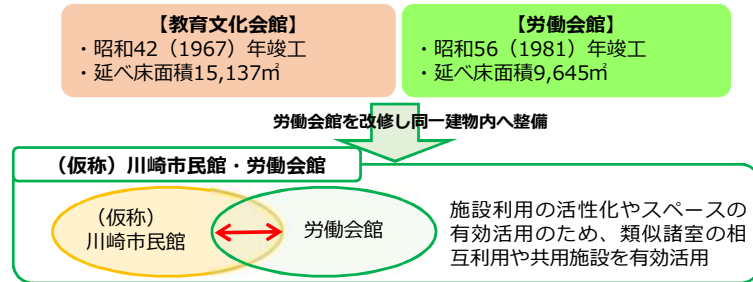 【教育文化会館】
・昭和42（1967）年竣工
・延べ床面積15,137㎡
【労働会館】
・昭和56（1981）年竣工
・延べ床面積9,645㎡
労働会館を改修し同一建物内へ整備
（仮称）川崎市民館・労働会館
（仮称）
川崎市民館
労働会館
施設利用の活性化やスペースの
有効活用のため、類似諸室の相
互利用や共用施設を有効活用